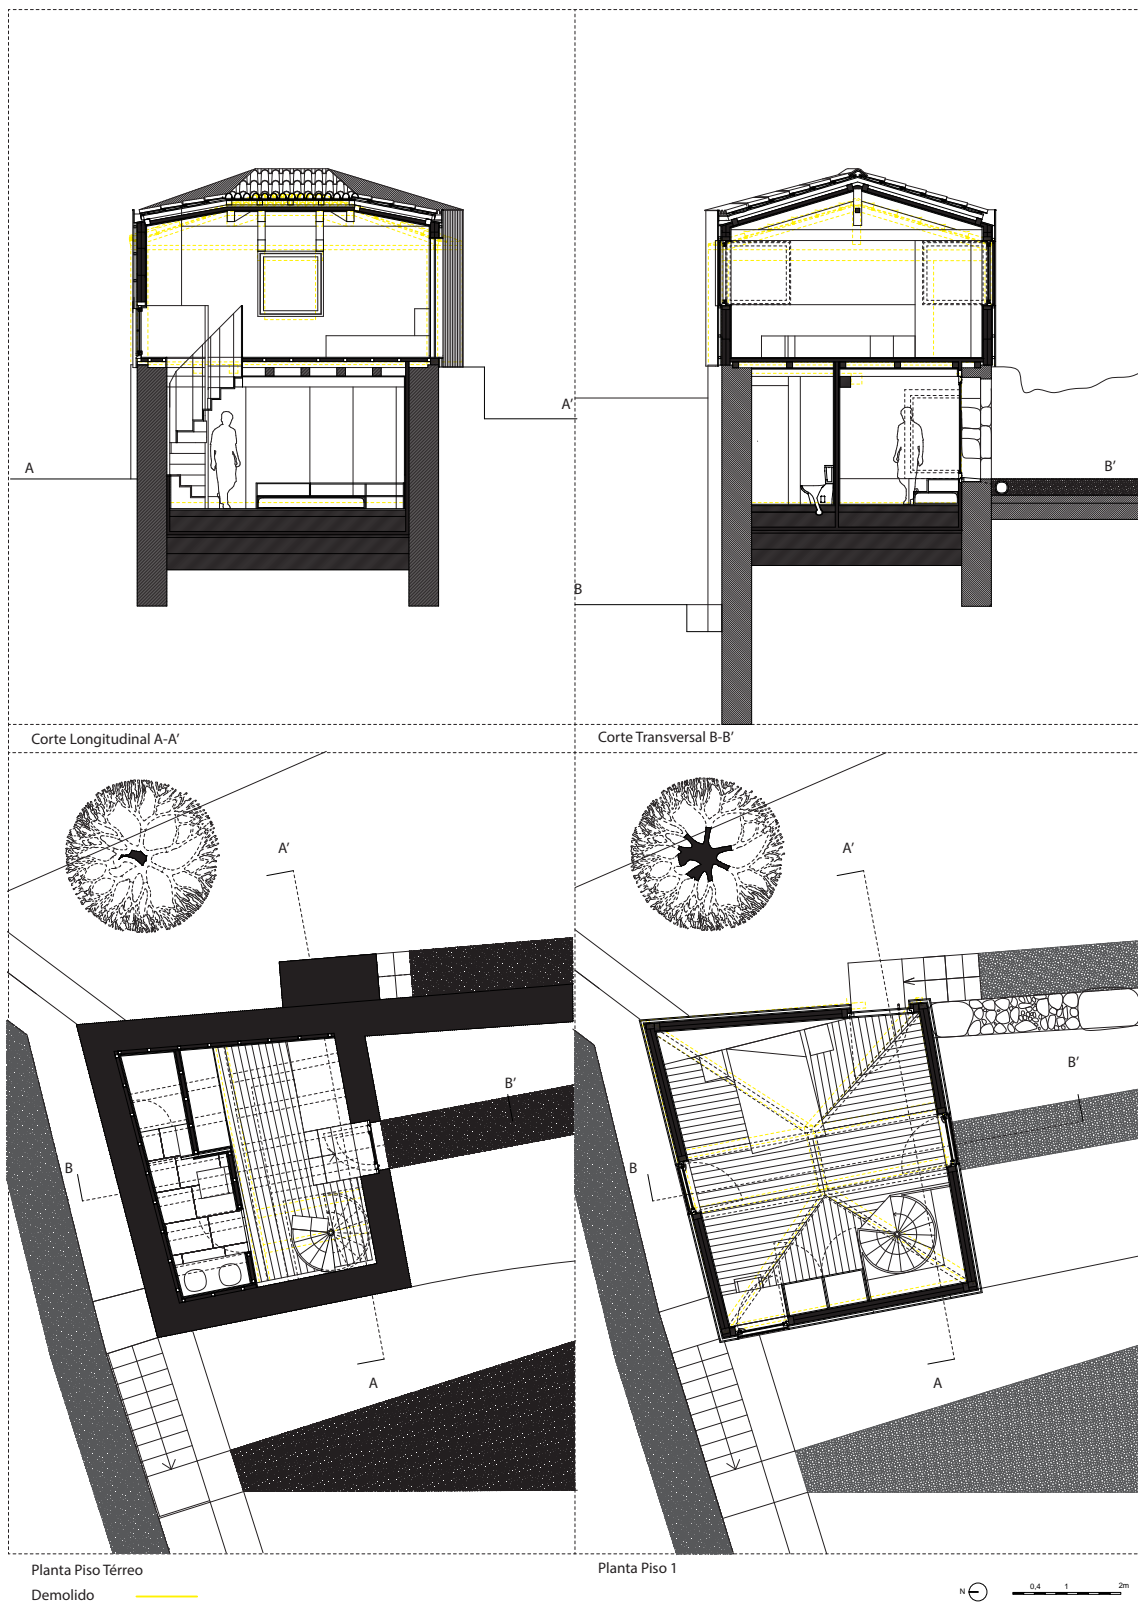 A
A’
B
B’
Corte Longitudinal A-A’
Corte Transversal B-B’
A’
B’
B
A
A’
B’
B
A
Planta Piso Térreo
Planta Piso 1
Demolido
N
0,4 1 2m